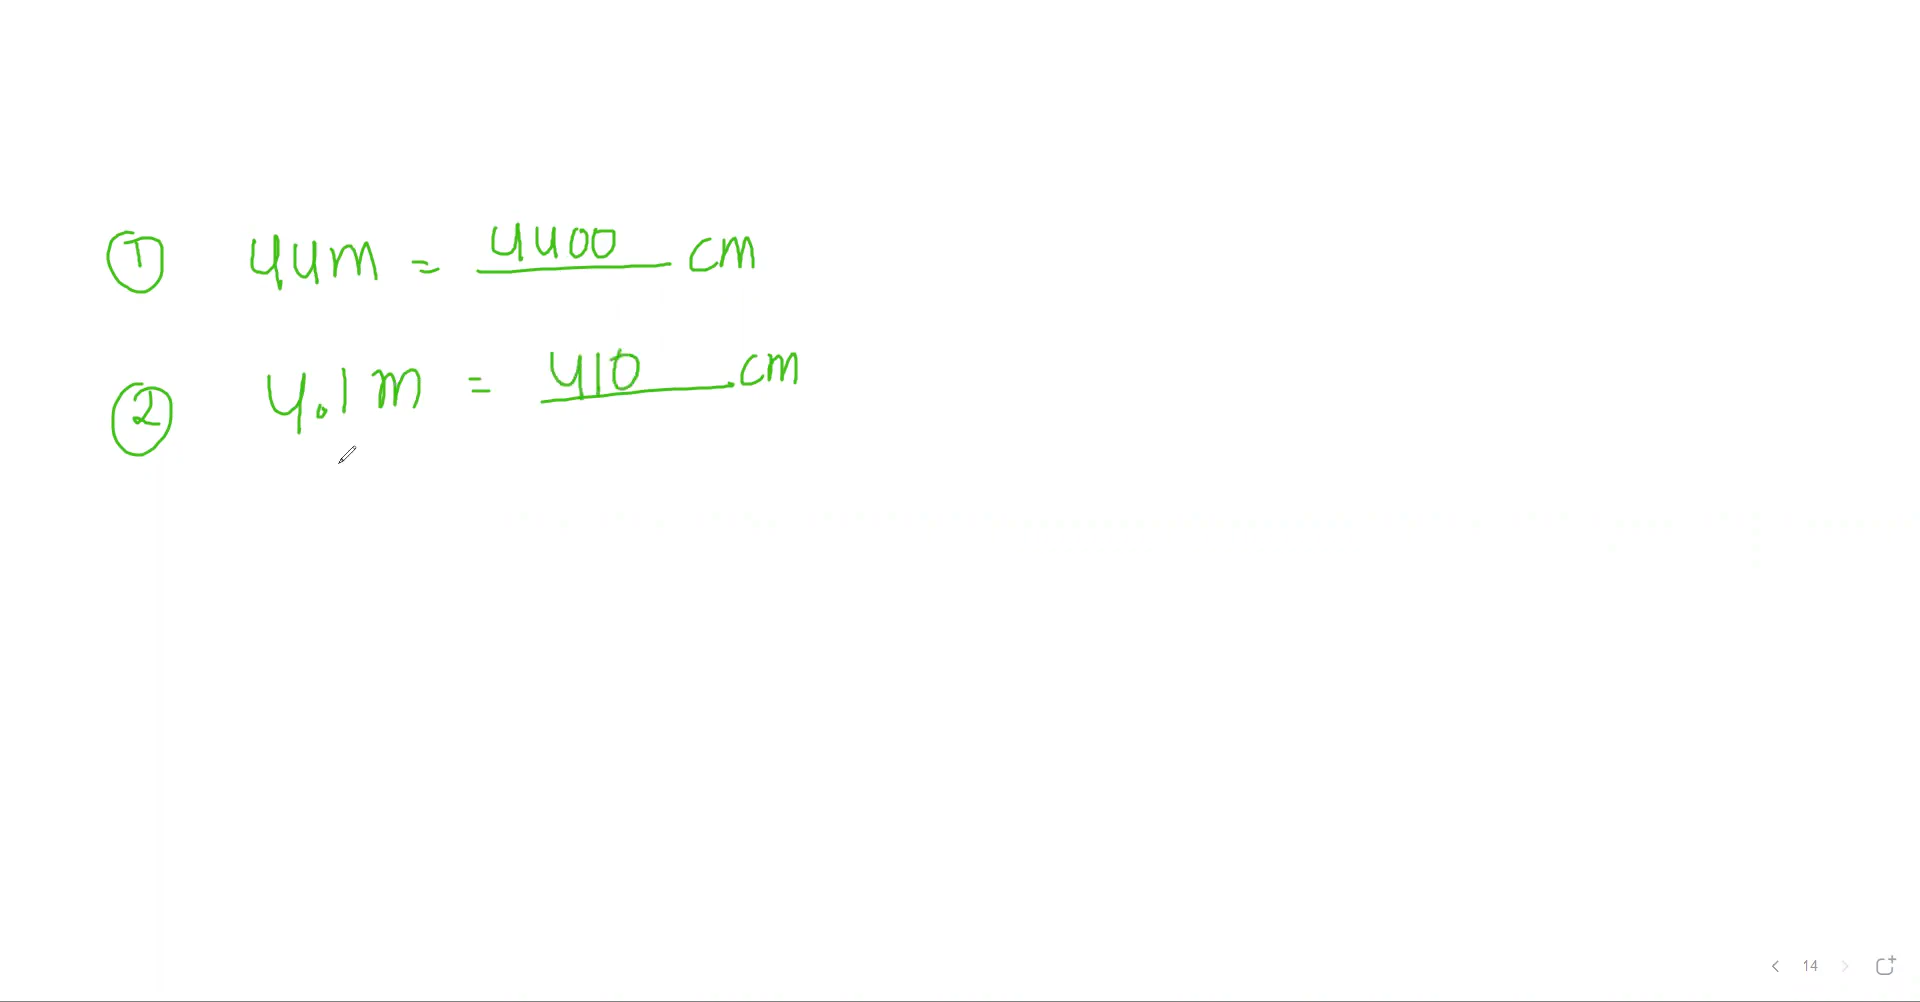 ① 44m = 4400 cm
② 4.1 m = 410 cm
14